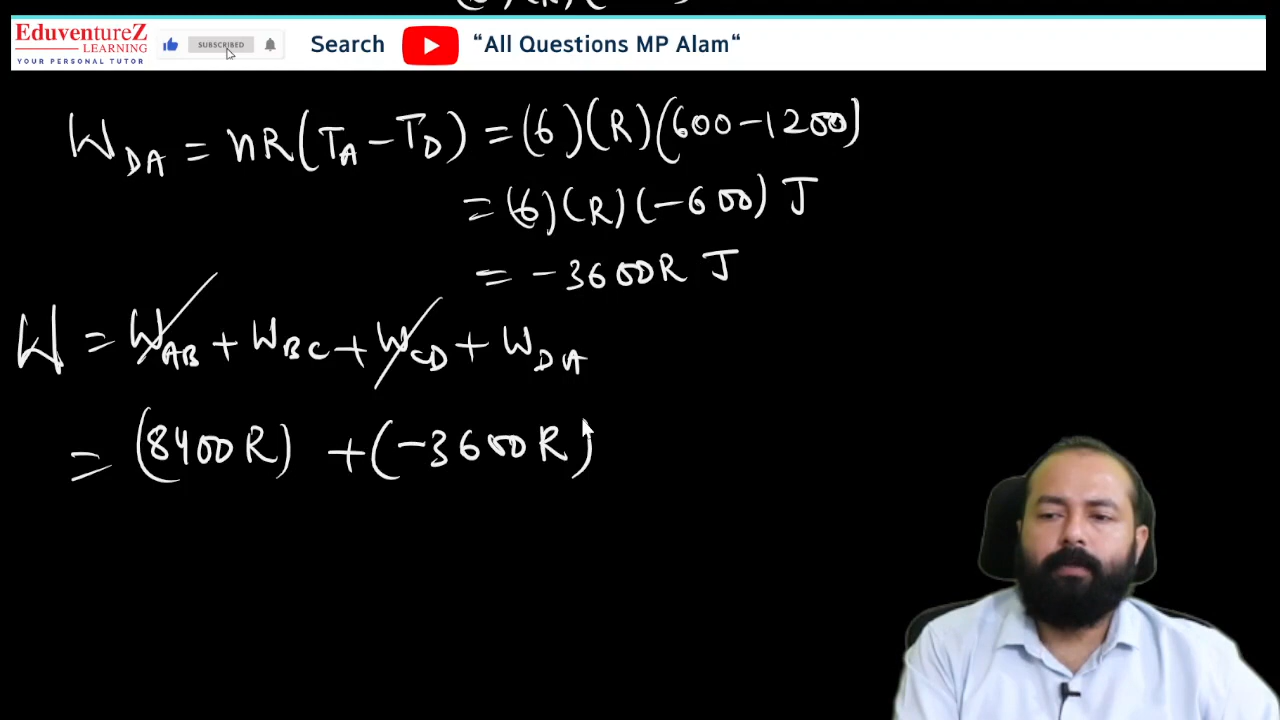 EduventureZ
LEARNING
YOUR PERSONAL TUTOR
SUBSCRIBED
Search "All Questions MP Alam"
W_DA = nR(T_A - T_D) = (6)(R)(600-1200)
= (6)(R)(-600) J
= -3600R J
W = W_AB + W_BC + W_CD + W_DA
= (8400R) + (-3600R)